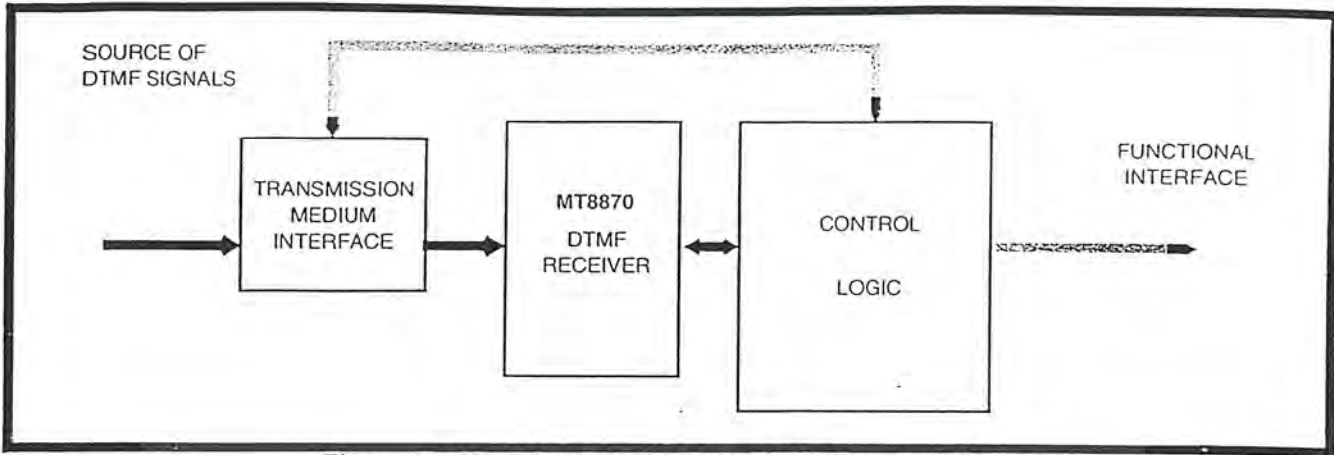 SOURCE OF
DTMF SIGNALS
TRANSMISSION
MEDIUM
INTERFACE
MT8870
DTMF
RECEIVER
CONTROL
LOGIC
FUNCTIONAL
INTERFACE